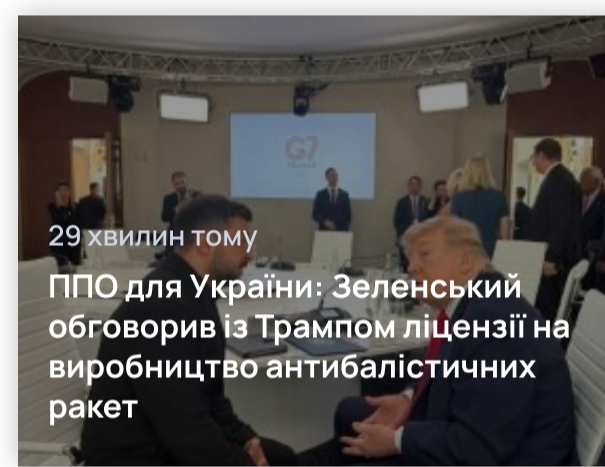 G7
29 хвилин тому
ППО для України: Зеленський
обговорив із Трампом ліцензії на
виробництво антибалістичних
ракет